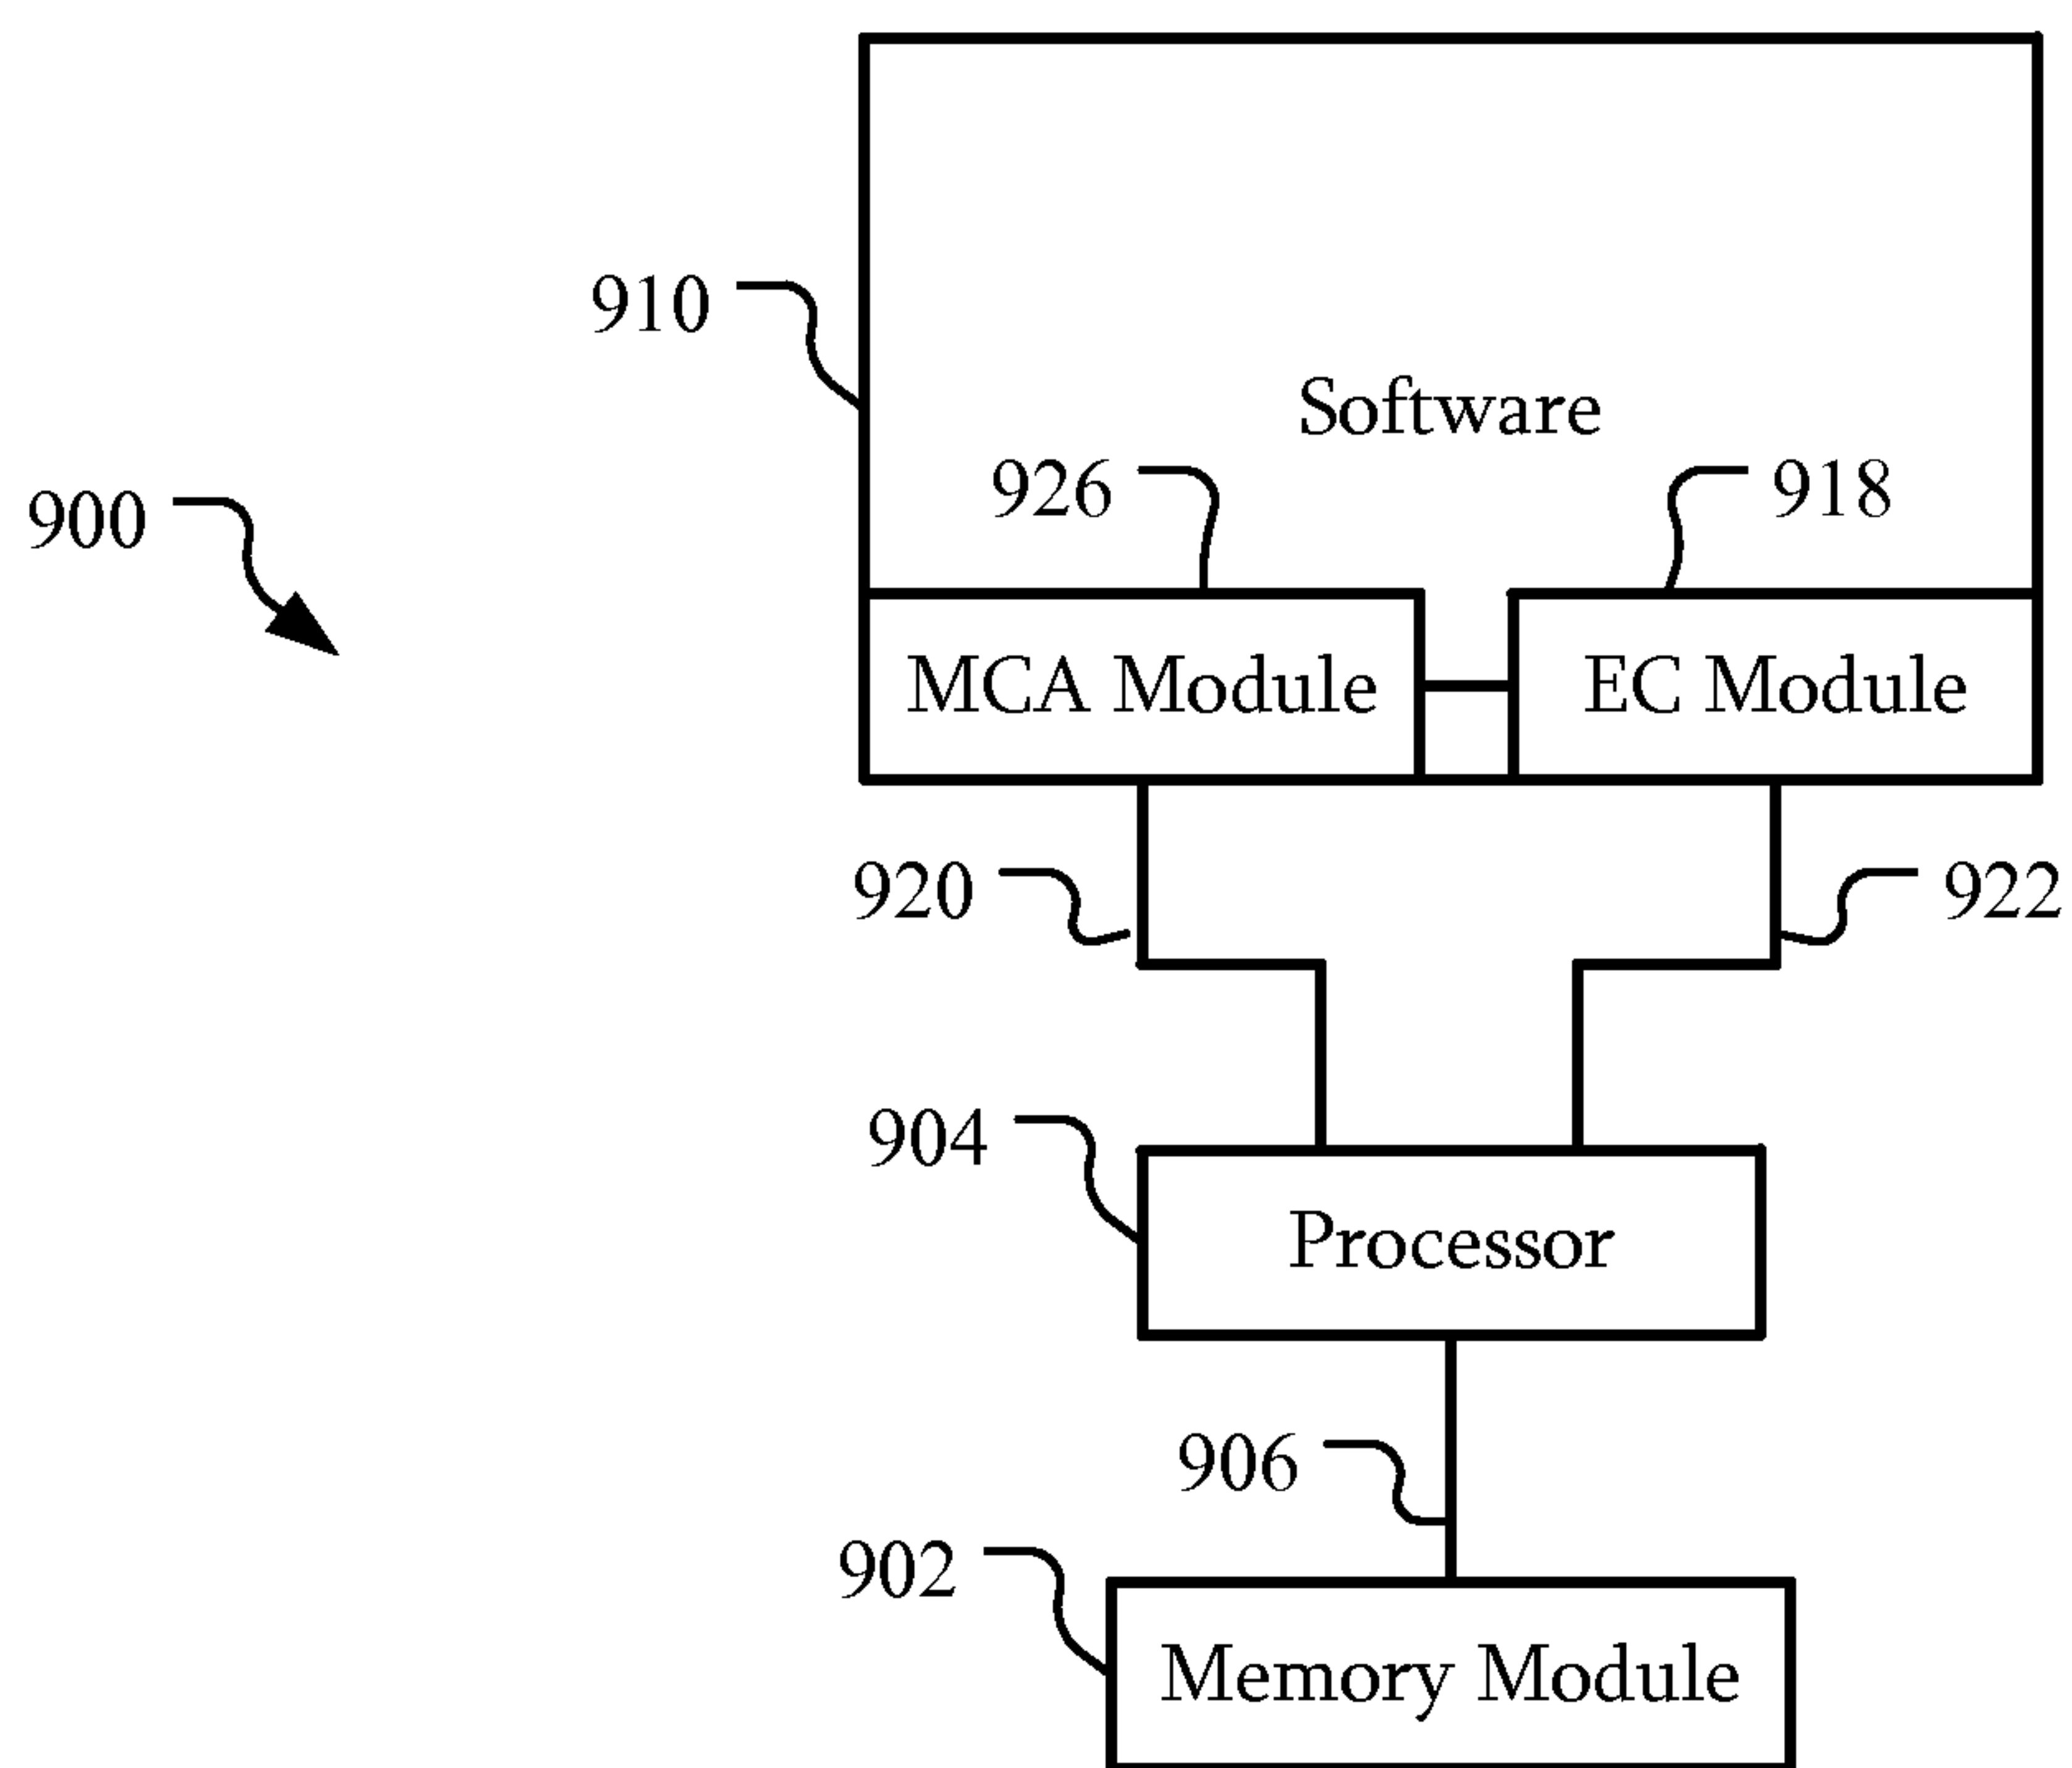 910
Software
926
918
900
MCA Module
EC Module
920
922
904
Processor
906
902
Memory Module